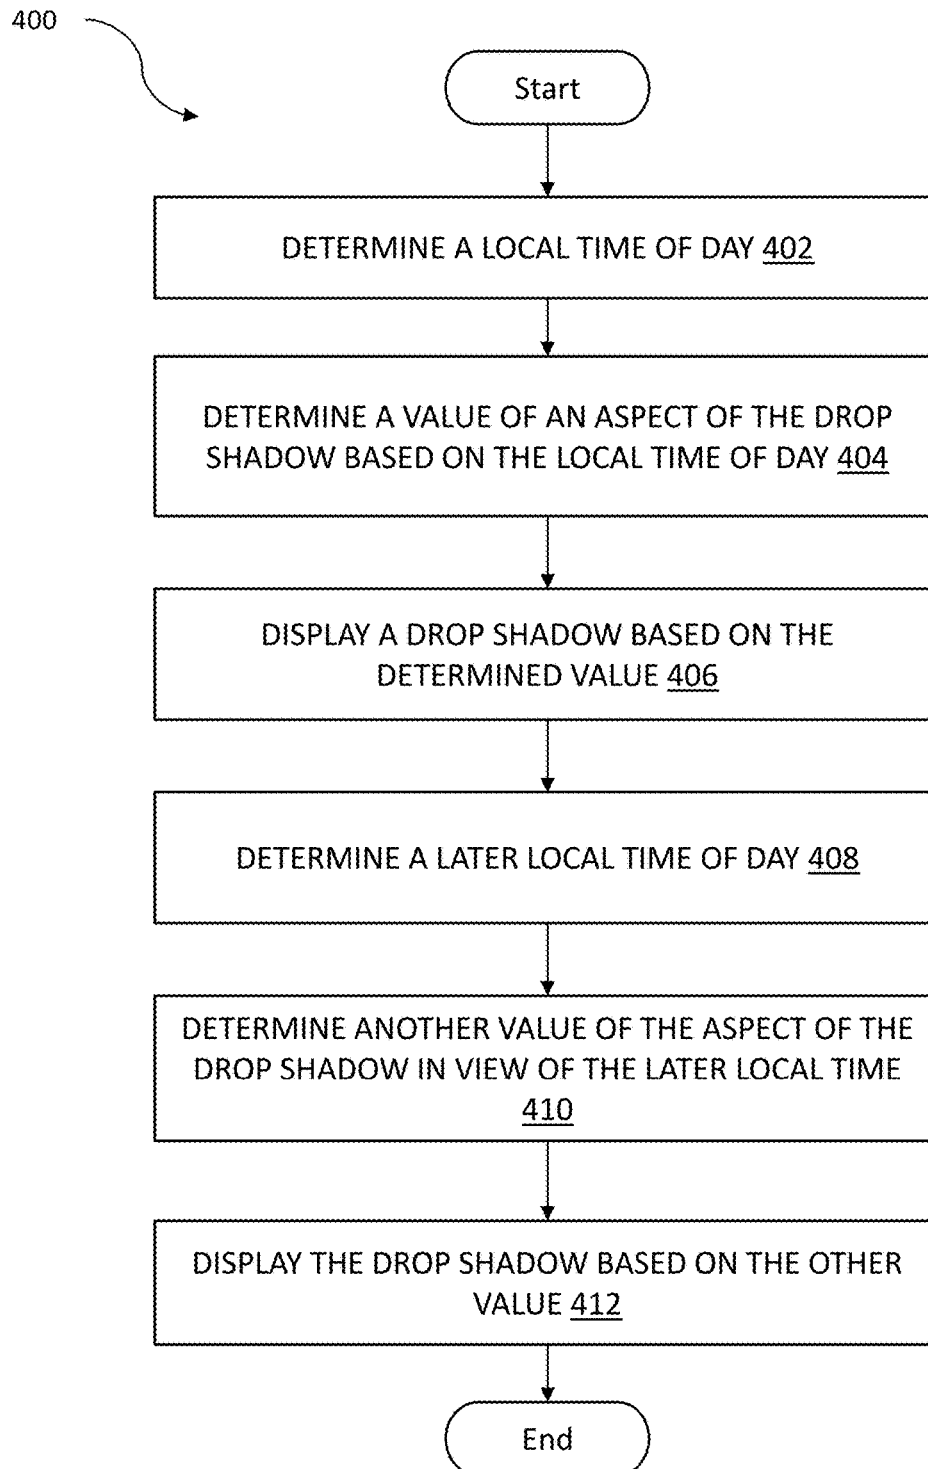 400
Start
DETERMINE A LOCAL TIME OF DAY 402
DETERMINE A VALUE OF AN ASPECT OF THE DROP
SHADOW BASED ON THE LOCAL TIME OF DAY 404
DISPLAY A DROP SHADOW BASED ON THE
DETERMINED VALUE 406
DETERMINE A LATER LOCAL TIME OF DAY 408
DETERMINE ANOTHER VALUE OF THE ASPECT OF THE
DROP SHADOW IN VIEW OF THE LATER LOCAL TIME
410
DISPLAY THE DROP SHADOW BASED ON THE OTHER
VALUE 412
End